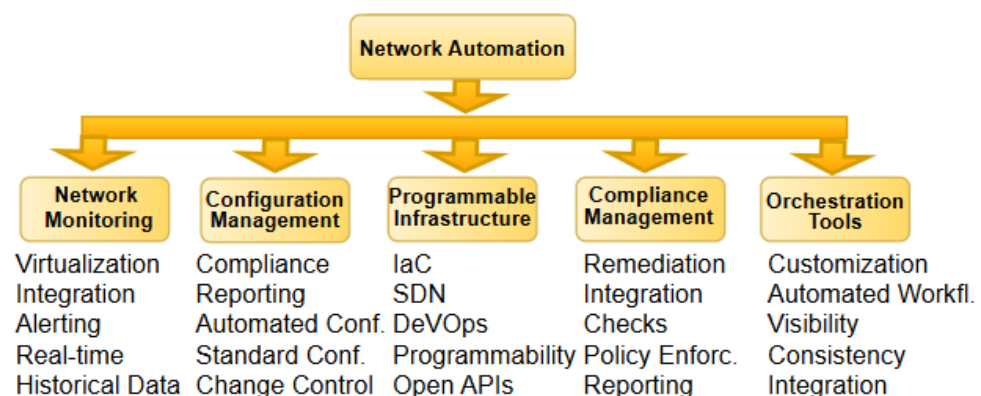 Network Automation
Network
Monitoring
Configuration
Management
Programmable
Infrastructure
Compliance
Management
Orchestration
Tools
Virtualization
Integration
Alerting
Real-time
Historical Data
Compliance
Reporting
Automated Conf.
Standard Conf.
Change Control
IaC
SDN
DeVOps
Programmability
Open APIs
Remediation
Integration
Checks
Policy Enforc.
Reporting
Customization
Automated Workfl.
Visibility
Consistency
Integration